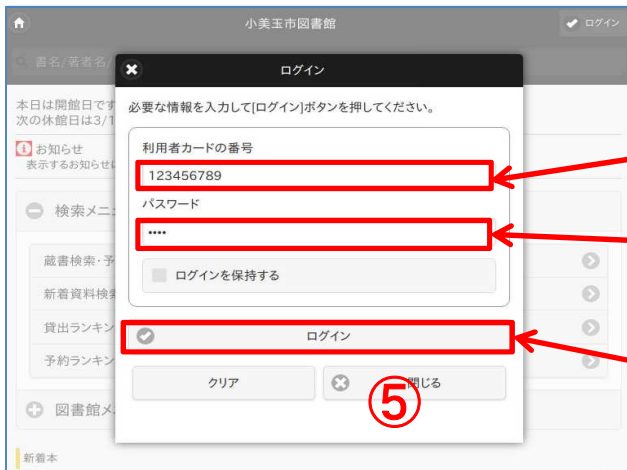 小美玉市図書館
ログイン
書名/著者名/
ログイン
本日は開館日です
次の休館日は3/1
必要な情報を入力して[ログイン]ボタンを押してください。
お知らせ
表示するお知らせに
利用者カードの番号
123456789
パスワード
••••
検索メニュ
ログインを保持する
蔵書検索・予
新着資料検索
貸出ランキン
予約ランキン
ログイン
クリア
閉じる
⑤
図書館メ
新着本